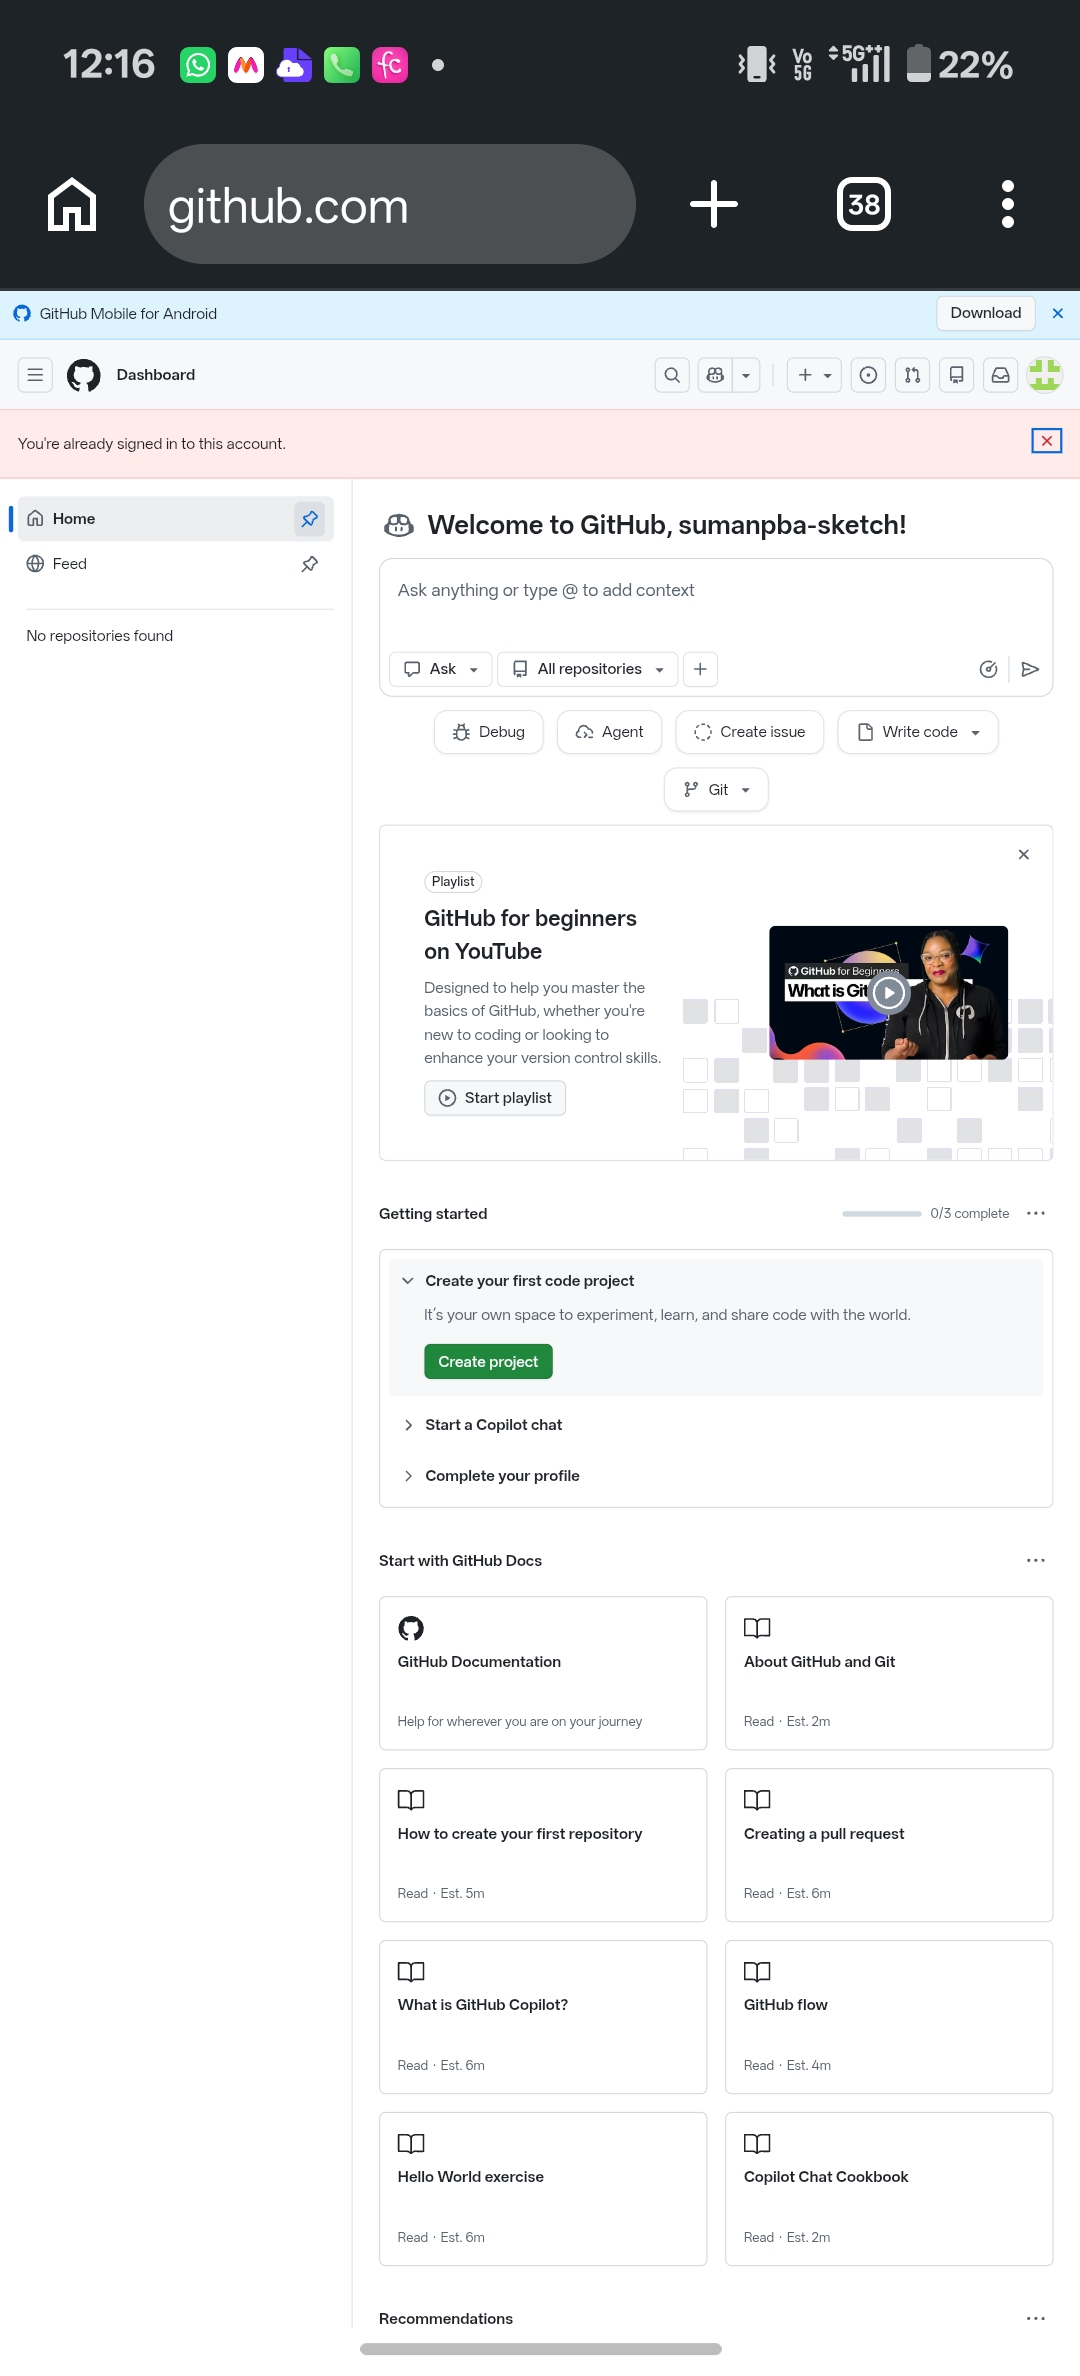 12:16
Vo 5G
5G++
22%
github.com
38
GitHub Mobile for Android
Download
Dashboard
You're already signed in to this account.
Home
Feed
No repositories found
Welcome to GitHub, sumanpba-sketch!
Ask anything or type @ to add context
Ask
All repositories
Debug
Agent
Create issue
Write code
Git
Playlist
GitHub for beginners
on YouTube
Designed to help you master the
basics of GitHub, whether you're
new to coding or looking to
enhance your version control skills.
Start playlist
GitHub for Beginners
What is Git
Getting started
0/3 complete
Create your first code project
It's your own space to experiment, learn, and share code with the world.
Create project
Start a Copilot chat
Complete your profile
Start with GitHub Docs
GitHub Documentation
Help for wherever you are on your journey
About GitHub and Git
Read · Est. 2m
How to create your first repository
Read · Est. 5m
Creating a pull request
Read · Est. 6m
What is GitHub Copilot?
Read · Est. 6m
GitHub flow
Read · Est. 4m
Hello World exercise
Read · Est. 6m
Copilot Chat Cookbook
Read · Est. 2m
Recommendations